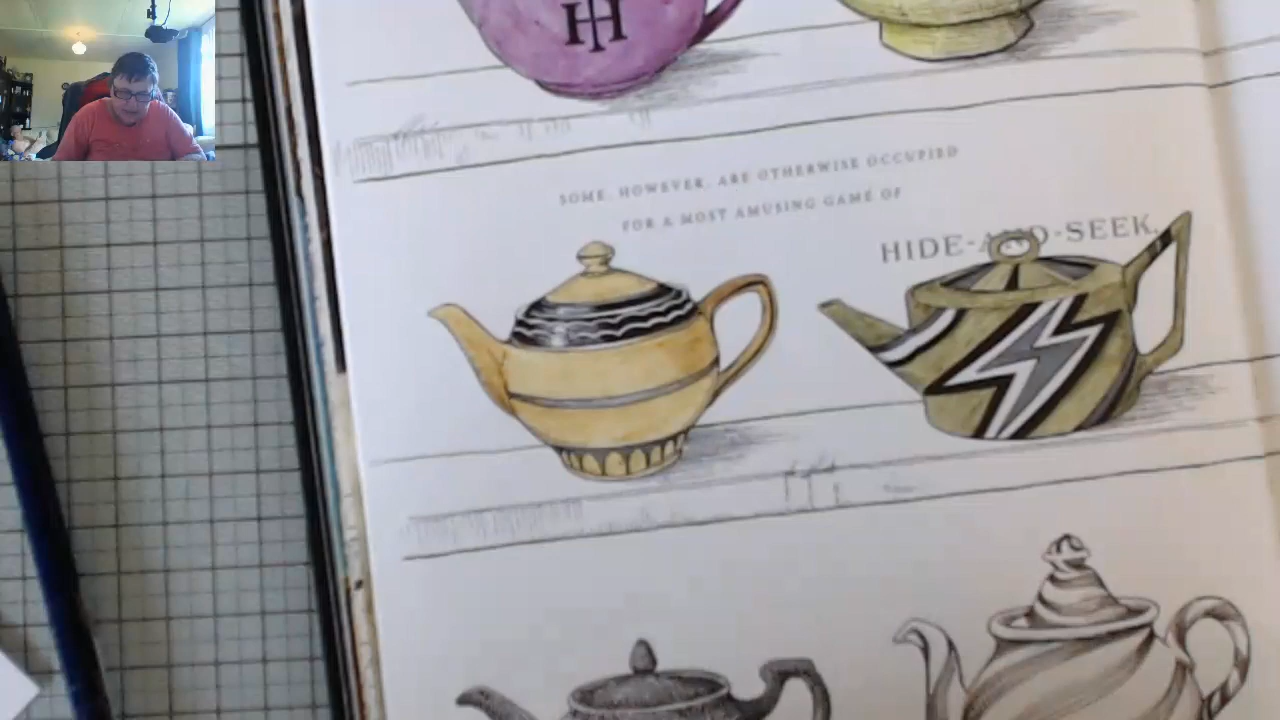 H
SOME, HOWEVER, ARE OTHERWISE OCCUPIED
FOR A MOST AMUSING GAME OF
HIDE-AND-SEEK.